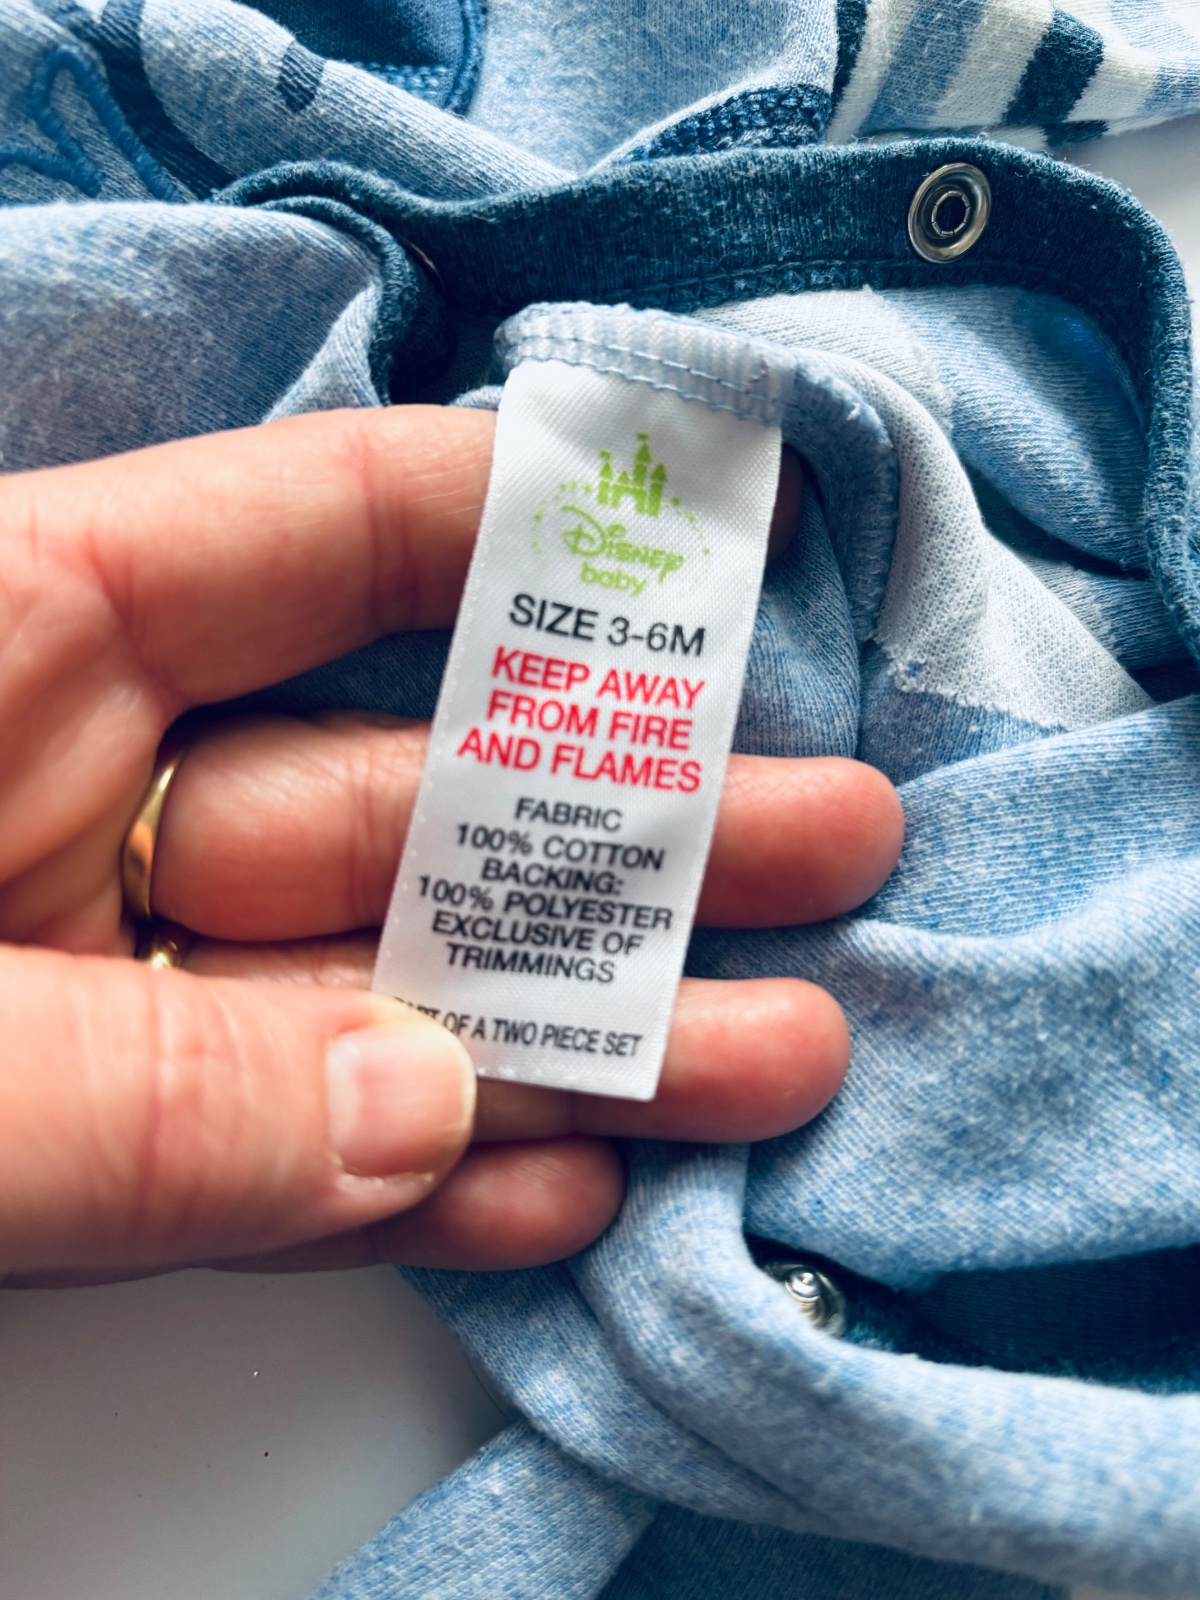 Disney
baby
SIZE 3-6M
KEEP AWAY
FROM FIRE
AND FLAMES
FABRIC
100% COTTON
BACKING:
100% POLYESTER
EXCLUSIVE OF
TRIMMINGS
PART OF A TWO PIECE SET